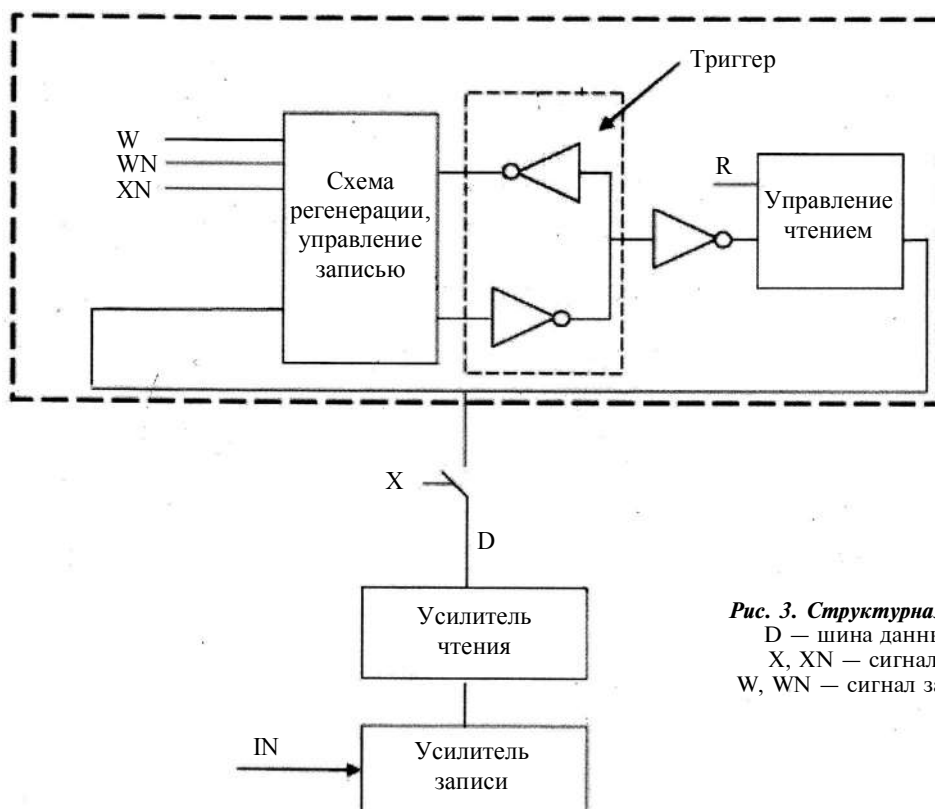 Триггер
W
WN
XN
Схема
регенерации,
управление
записью
R
Управление
чтением
X
D
Усилитель
чтения
IN
Усилитель
записи
Рис. 3. Структурная
D — шина данн
X, XN — сигнал
W, WN — сигнал за